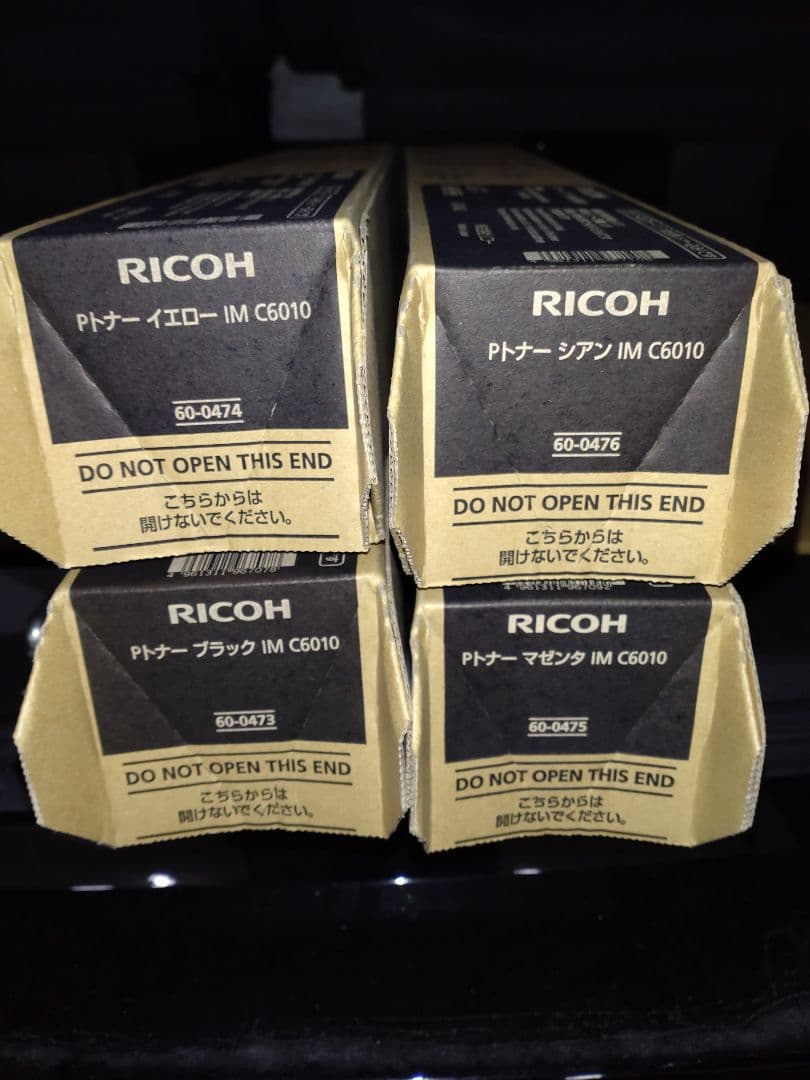 RICOH
Pトナー イエロー IM C6010
60-0474
DO NOT OPEN THIS END
こちらからは
開けないでください。
RICOH
Pトナー シアン IM C6010
60-0476
DO NOT OPEN THIS END
こちらからは
開けないでください。
RICOH
Pトナー ブラック IM C6010
60-0473
DO NOT OPEN THIS END
こちらからは
開けないでください。
RICOH
Pトナー マゼンタ IM C6010
60-0475
DO NOT OPEN THIS END
こちらからは
開けないでください。